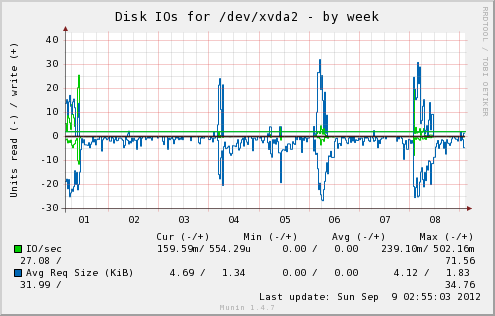 Disk IOs for /dev/xvda2 - by week
RRDTOOL / TOBI OETIKER
Units read (-) / write (+)
40
30
20
10
0
-10
-20
-30
01 02 03 04 05 06 07 08
Cur (-/+) Min (-/+) Avg (-/+) Max (-/+)
IO/sec 159.59m/ 554.29u 0.00 / 0.00 239.10m/ 502.16m
27.08 / 71.56
Avg Req Size (KiB) 4.69 / 1.34 0.00 / 0.00 4.12 / 1.83
31.99 / 34.76
Last update: Sun Sep 9 02:55:03 2012
Munin 1.4.7